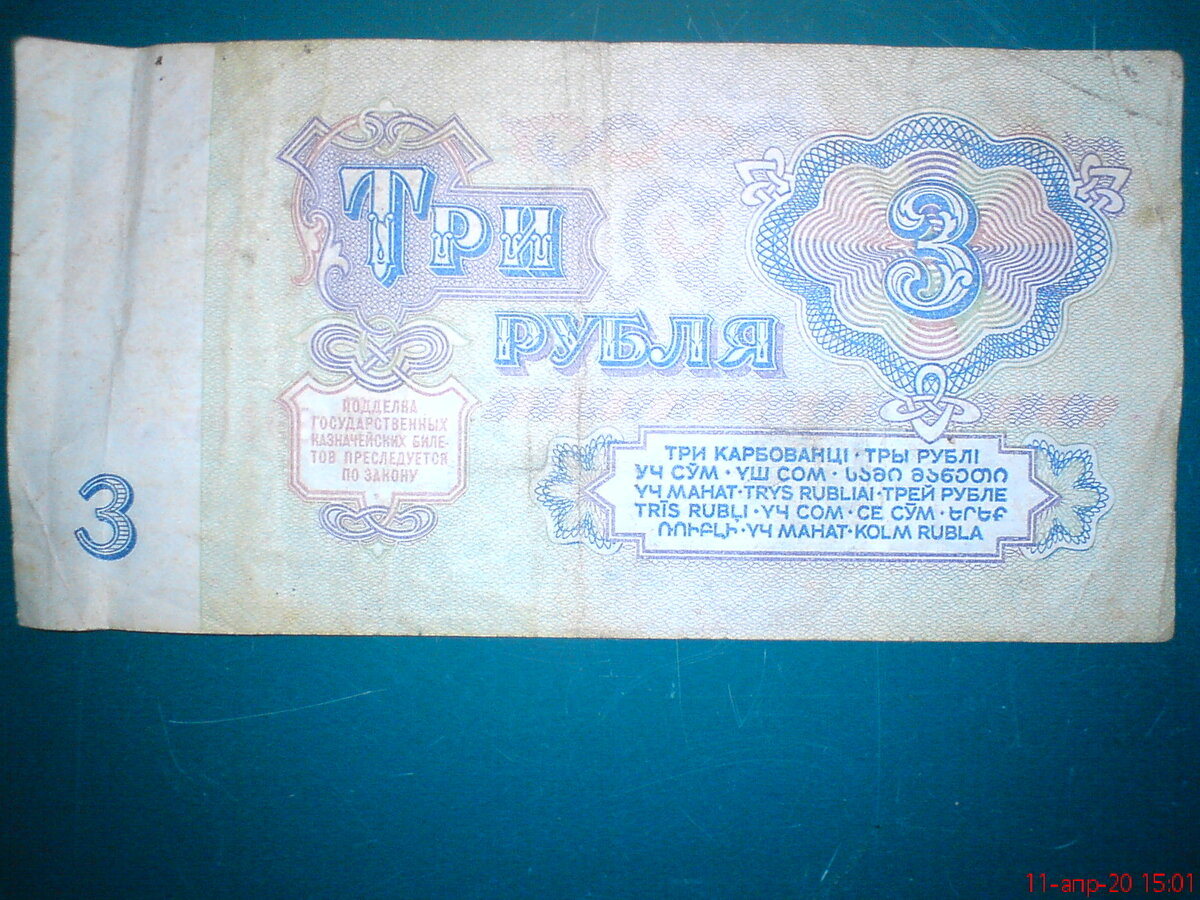 Три
РУБЛЯ
3
ПОДДЕЛКА
ГОСУДАРСТВЕННЫХ
КАЗНАЧЕЙСКИХ БИЛЕ-
ТОВ ПРЕСЛЕДУЕТСЯ
ПО ЗАКОНУ
ТРИ КАРБОВАНЦІ · ТРЫ РУБЛІ
УЧ СЎМ · ҮШ СОМ · ᲡᲐᲛᲘ ᲛᲐᲜᲔᲗᲘ
ҮЧ МАНАТ · TRYS RUBLIAI · ТРЕЙ РУБЛЕ
TRĪS RUBĻI · ҮЧ СОМ · СЕ СӮМ · ԵՐԵՔ
ՌՈՒԲԼԻ · ҮЧ МАНАТ · KOLM RUBLA
3
11-апр-20 15:01